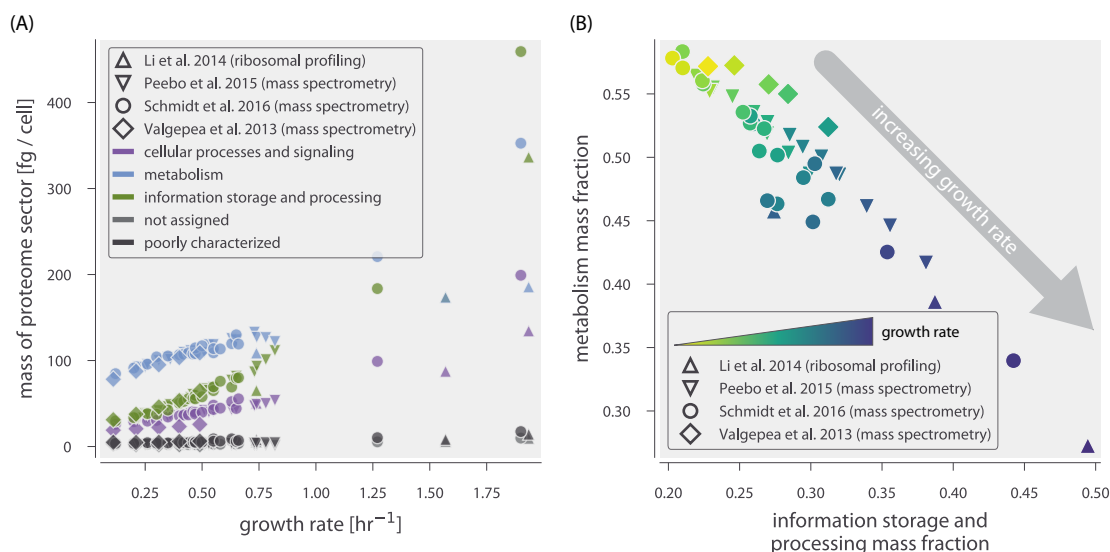 (A)
mass of proteome sector [fg / cell]
400
300
200
100
0
Li et al. 2014 (ribosomal profiling)
Peebo et al. 2015 (mass spectrometry)
Schmidt et al. 2016 (mass spectrometry)
Valgepea et al. 2013 (mass spectrometry)
cellular processes and signaling
metabolism
information storage and processing
not assigned
poorly characterized
0.25 0.50 0.75 1.00 1.25 1.50 1.75
growth rate [hr⁻¹]
(B)
metabolism mass fraction
0.55
0.50
0.45
0.40
0.35
0.30
increasing growth rate
growth rate
Li et al. 2014 (ribosomal profiling)
Peebo et al. 2015 (mass spectrometry)
Schmidt et al. 2016 (mass spectrometry)
Valgepea et al. 2013 (mass spectrometry)
0.20 0.25 0.30 0.35 0.40 0.45 0.50
information storage and
processing mass fraction